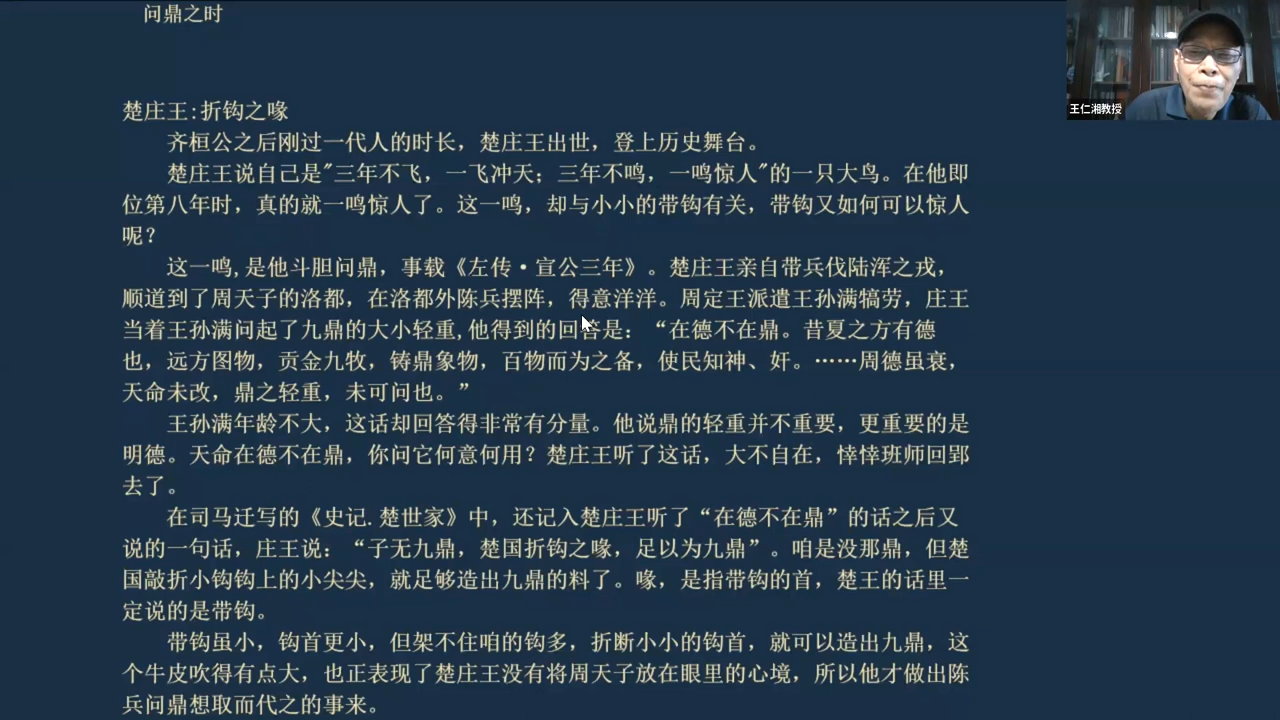 问鼎之时
王仁湘教授
楚庄王:折钩之喙
齐桓公之后刚过一代人的时长，楚庄王出世，登上历史舞台。
楚庄王说自己是"三年不飞，一飞冲天；三年不鸣，一鸣惊人"的一只大鸟。在他即
位第八年时，真的就一鸣惊人了。这一鸣，却与小小的带钩有关，带钩又如何可以惊人
呢？
这一鸣,是他斗胆问鼎，事载《左传·宣公三年》。楚庄王亲自带兵伐陆浑之戎，
顺道到了周天子的洛都，在洛都外陈兵摆阵，得意洋洋。周定王派遣王孙满犒劳，庄王
当着王孙满问起了九鼎的大小轻重,他得到的回答是：“在德不在鼎。昔夏之方有德
也，远方图物，贡金九牧，铸鼎象物，百物而为之备，使民知神、奸。……周德虽衰，
天命未改，鼎之轻重，未可问也。”
王孙满年龄不大，这话却回答得非常有分量。他说鼎的轻重并不重要，更重要的是
明德。天命在德不在鼎，你问它何意何用？楚庄王听了这话，大不自在，悻悻班师回郢
去了。
在司马迁写的《史记.楚世家》中，还记入楚庄王听了“在德不在鼎”的话之后又
说的一句话，庄王说：“子无九鼎，楚国折钩之喙，足以为九鼎”。咱是没那鼎，但楚
国敲折小钩钩上的小尖尖，就足够造出九鼎的料了。喙，是指带钩的首，楚王的话里一
定说的是带钩。
带钩虽小，钩首更小，但架不住咱的钩多，折断小小的钩首，就可以造出九鼎，这
个牛皮吹得有点大，也正表现了楚庄王没有将周天子放在眼里的心境，所以他才做出陈
兵问鼎想取而代之的事来。